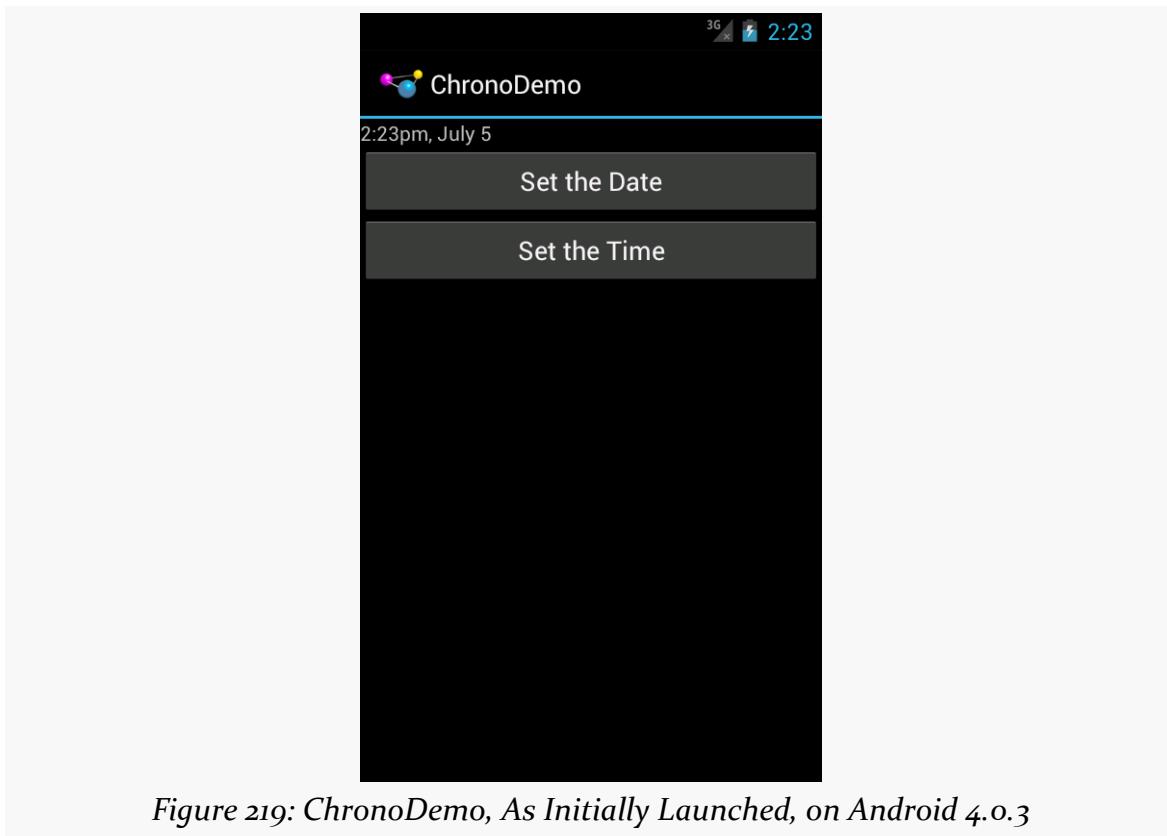 3G 2:23
ChronoDemo
2:23pm, July 5
Set the Date
Set the Time
Figure 219: ChronoDemo, As Initially Launched, on Android 4.0.3